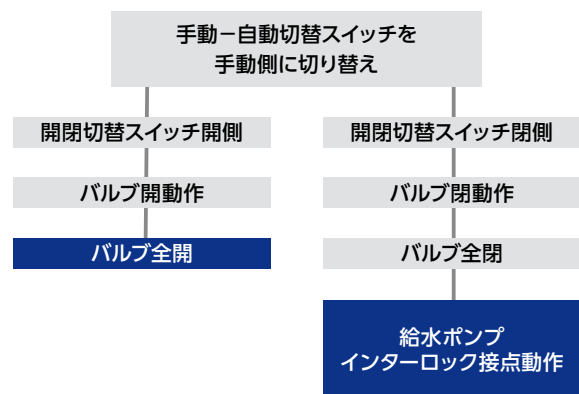 手動－自動切替スイッチを
手動側に切り替え
開閉切替スイッチ開側
開閉切替スイッチ閉側
バルブ開動作
バルブ閉動作
バルブ全開
バルブ全閉
給水ポンプ
インターロック接点動作